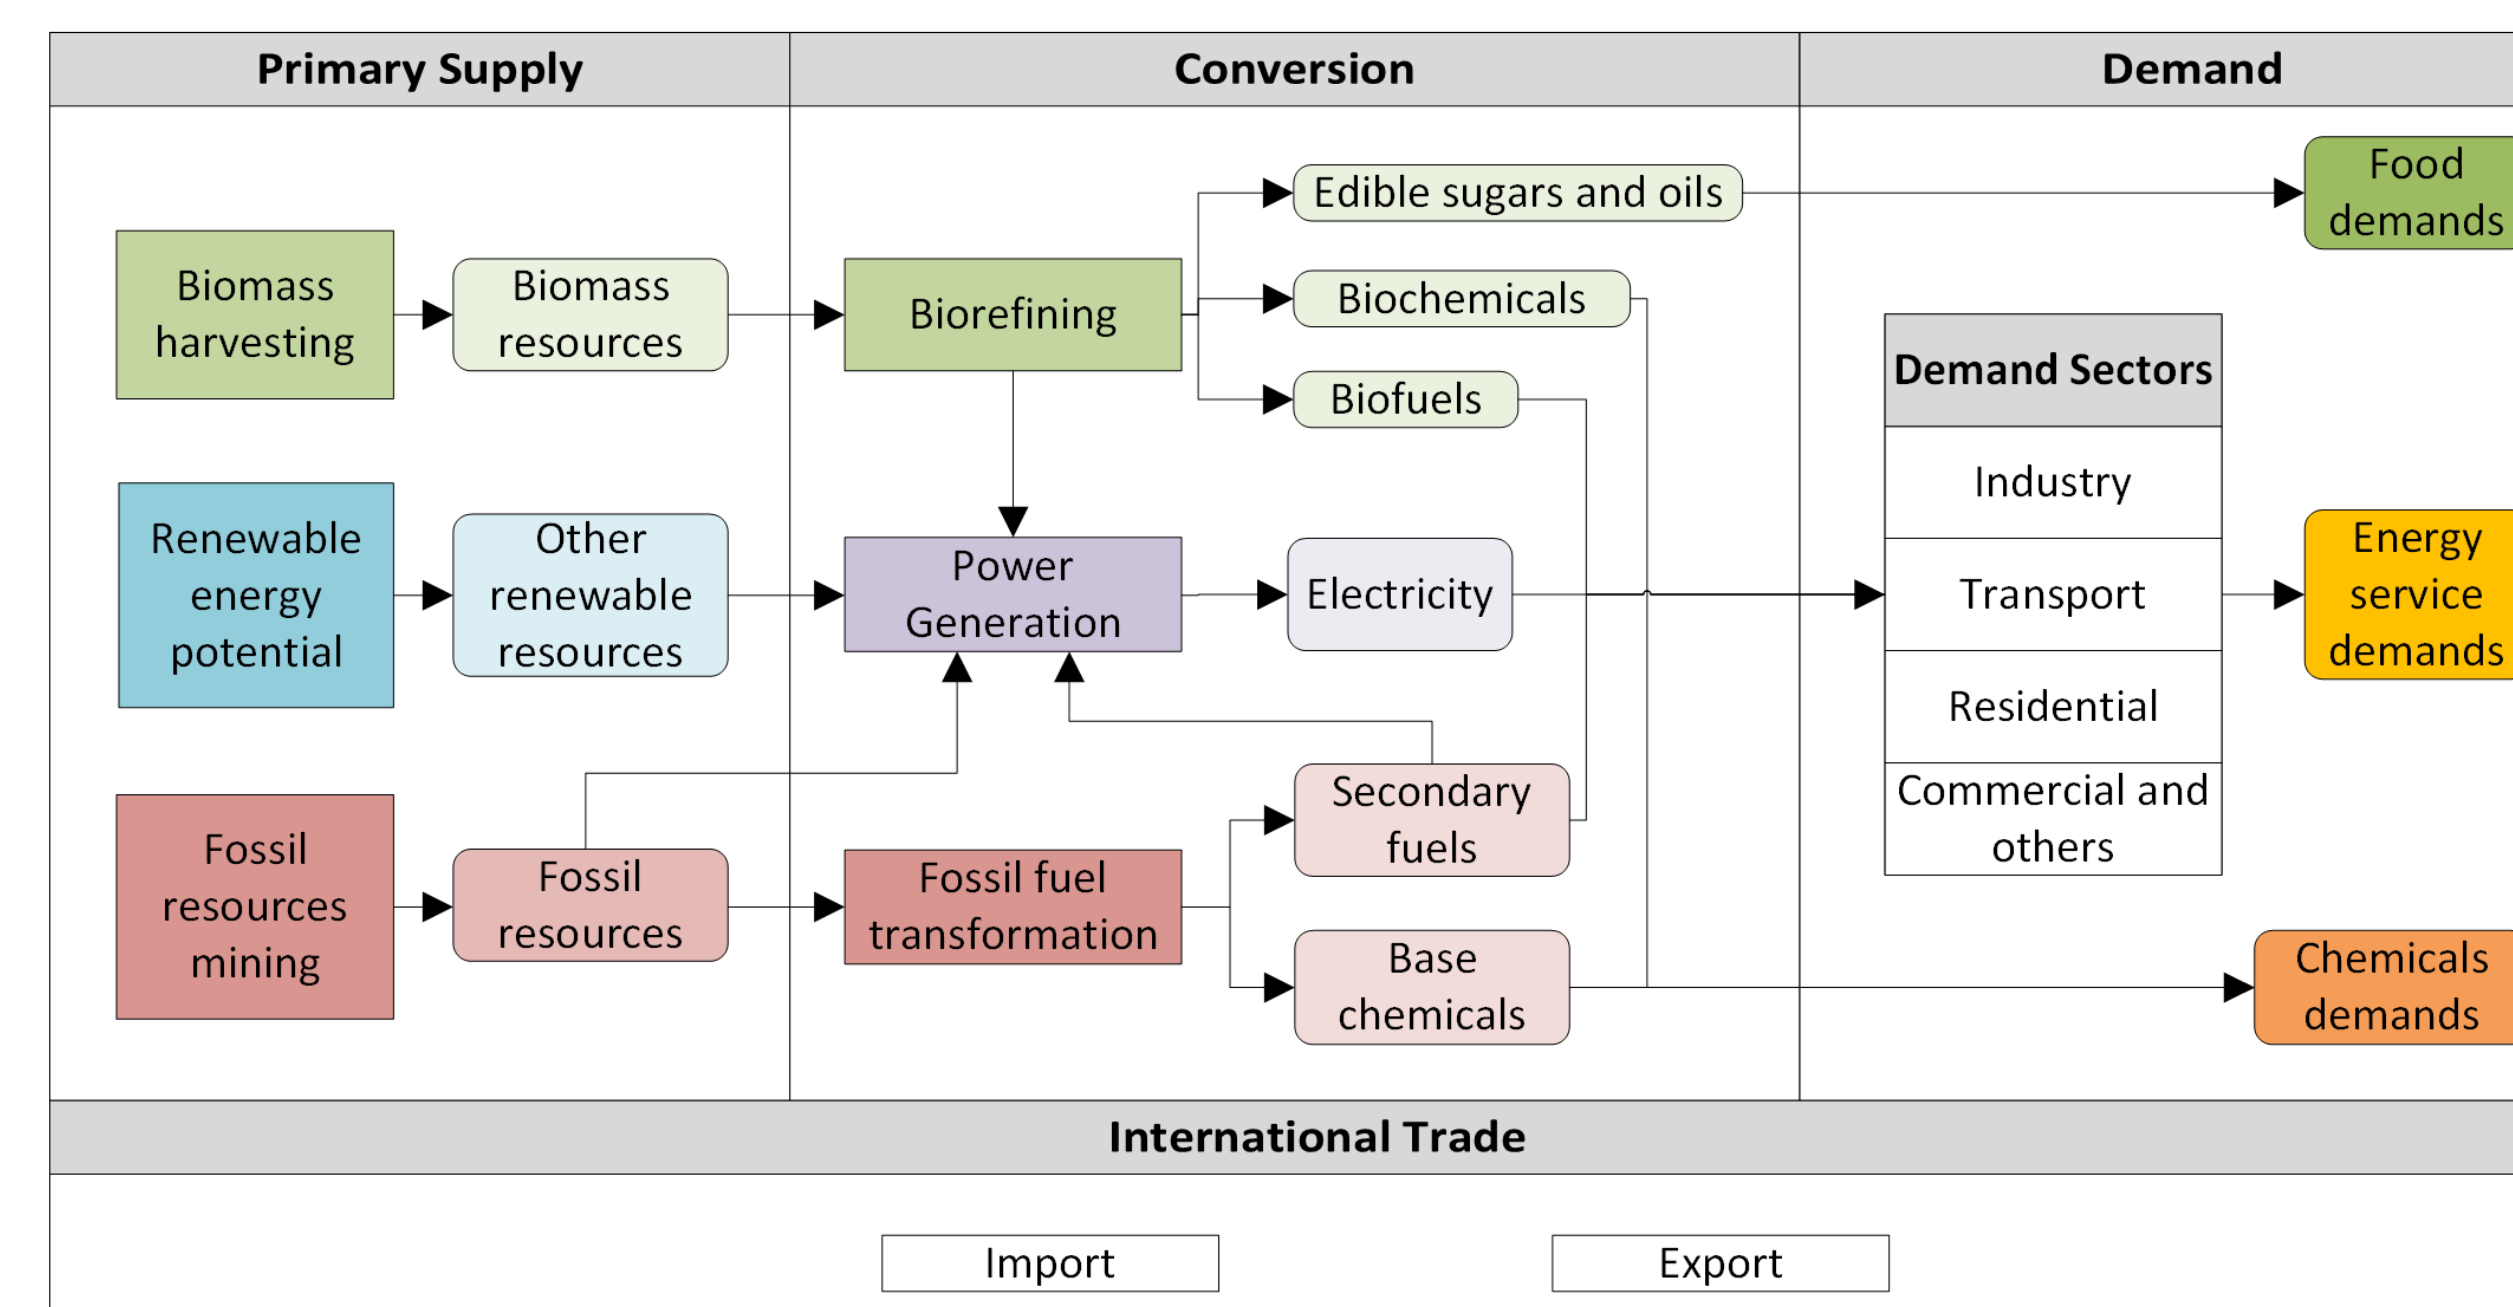 Primary Supply
Conversion
Demand
Biomass
harvesting
Biomass
resources
Biorefining
Edible sugars and oils
Biochemicals
Biofuels
Food
demands
Renewable
energy
potential
Other
renewable
resources
Power
Generation
Electricity
Demand Sectors
Industry
Transport
Residential
Commercial and
others
Energy
service
demands
Fossil
resources
mining
Fossil
resources
Fossil fuel
transformation
Secondary
fuels
Base
chemicals
Chemicals
demands
International Trade
Import
Export